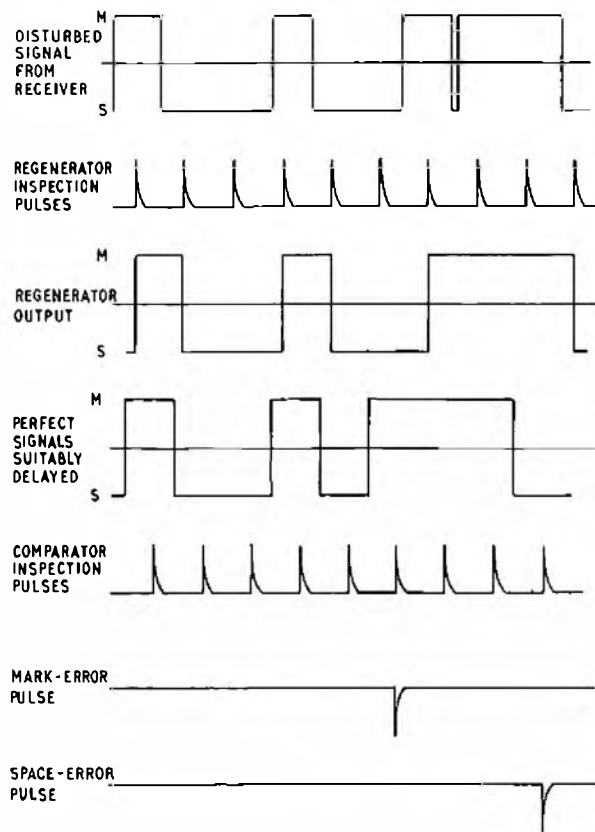 M
DISTURBED
SIGNAL
FROM
RECEIVER
S
REGENERATOR
INSPECTION
PULSES
M
REGENERATOR
OUTPUT
S
M
PERFECT
SIGNALS
SUITABLY
DELAYED
S
COMPARATOR
INSPECTION
PULSES
MARK-ERROR
PULSE
SPACE-ERROR
PULSE